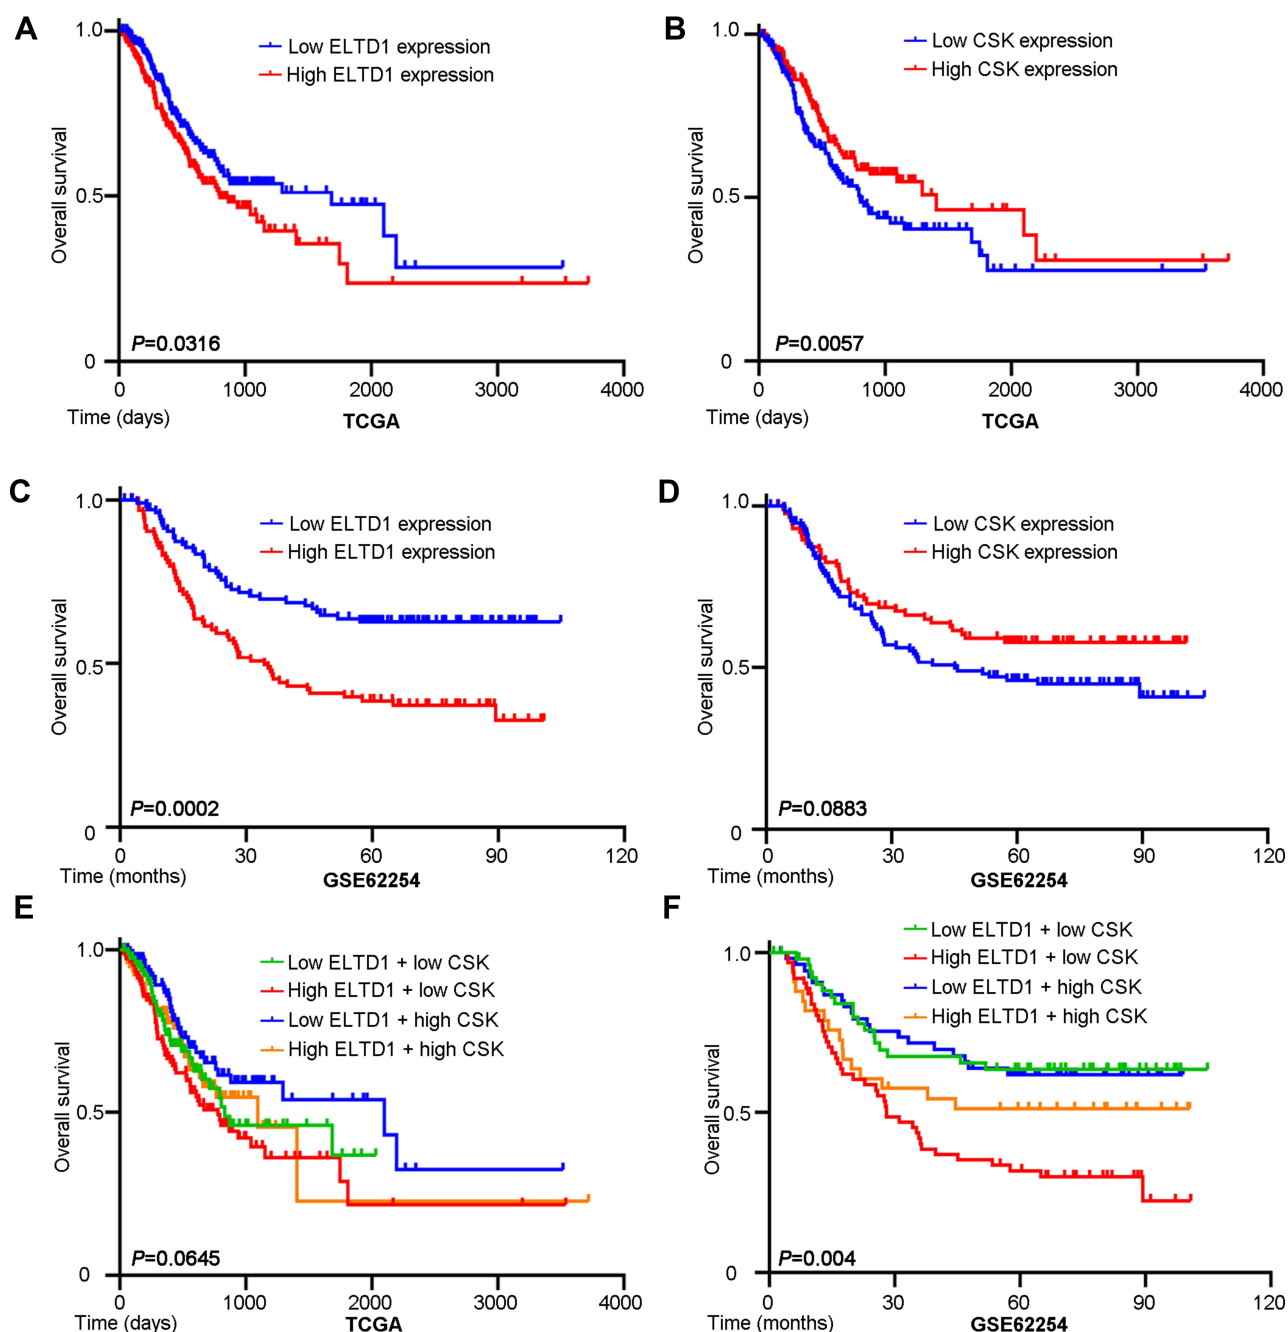 A
1.0
0.5
0
Overall survival
Low ELTD1 expression
High ELTD1 expression
P=0.0316
0 1000 2000 3000 4000
Time (days)
TCGA
B
1.0
0.5
0
Overall survival
Low CSK expression
High CSK expression
P=0.0057
0 1000 2000 3000 4000
Time (days)
TCGA
C
1.0
0.5
0
Overall survival
Low ELTD1 expression
High ELTD1 expression
P=0.0002
0 30 60 90 120
Time (months)
GSE62254
D
1.0
0.5
0
Overall survival
Low CSK expression
High CSK expression
P=0.0883
0 30 60 90 120
Time (months)
GSE62254
E
1.0
0.5
0
Overall survival
Low ELTD1 + low CSK
High ELTD1 + low CSK
Low ELTD1 + high CSK
High ELTD1 + high CSK
P=0.0645
0 1000 2000 3000 4000
Time (days)
TCGA
F
1.0
0.5
0
Overall survival
Low ELTD1 + low CSK
High ELTD1 + low CSK
Low ELTD1 + high CSK
High ELTD1 + high CSK
P=0.004
0 30 60 90 120
Time (months)
GSE62254